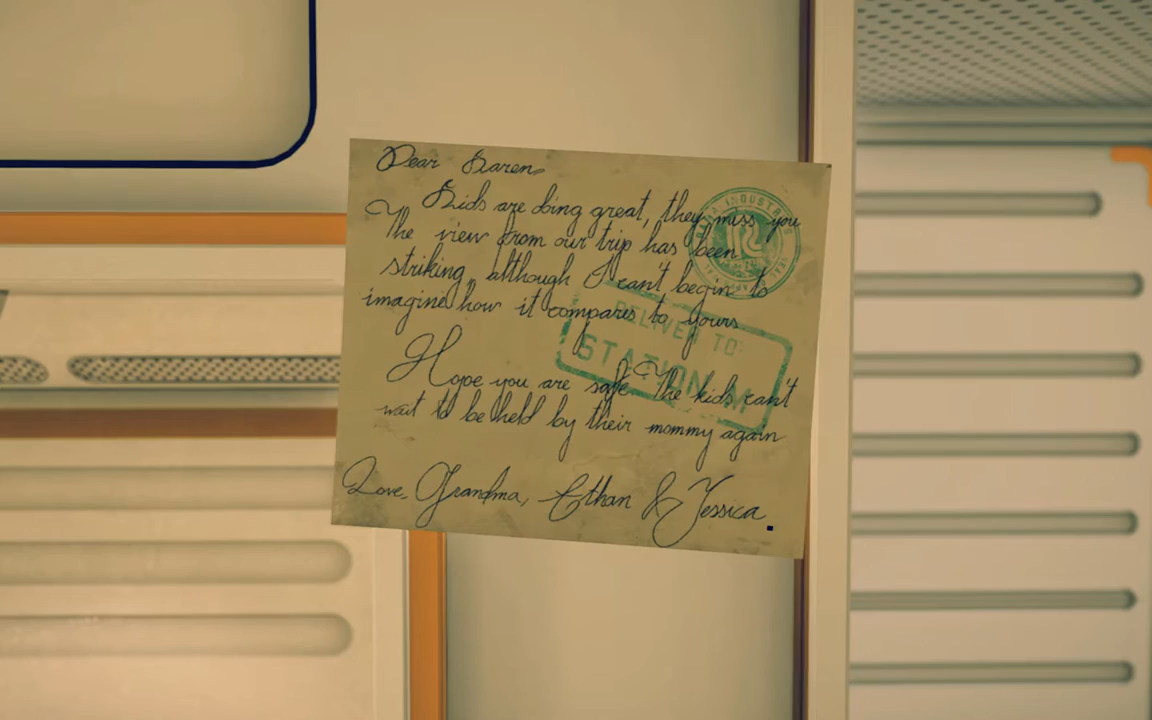 Dear Karen,
Kids are doing great, they miss you
The view from our trip has been
striking, although I can't begin to
imagine how it compares to yours
Hope you are safe. The kids can't
wait to be held by their mommy again
Love, Grandma, Ethan & Jessica.
INDUSTRIES
DELIVER TO:
STATION